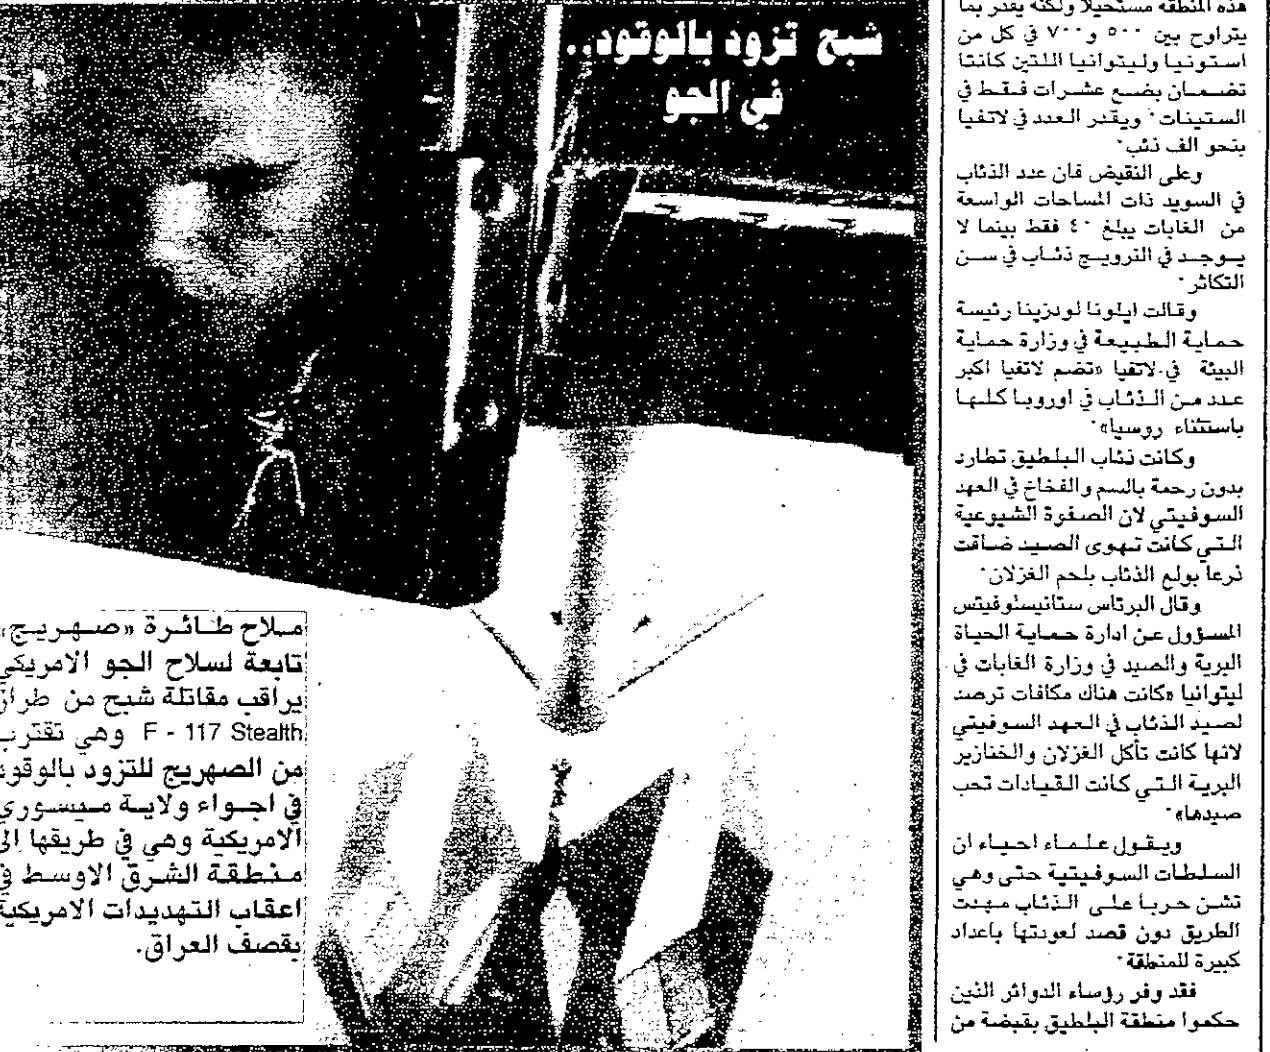 هذه المنطقة مستحيلا ولكنه يقدر بما
يتراوح بين ٥٠٠ و٧٠٠ في كل من
استونيا وليتوانيا اللتين كانتا
تضمان بضع عشرات فقط في
الستينات٠ ويقدر العدد في لاتفيا
بنحو الف ذئب٠
وعلى النقيض فان عدد الذئاب
في السويد ذات المساحات الواسعة
من الغابات يبلغ ٤٠ فقط بينما لا
يوجد في النرويج ذئاب في سن
التكاثر٠
وقالت ايلونا لودزينا رئيسة
حماية الطبيعة في وزارة حماية
البيئة في لاتفيا «تضم لاتفيا اكبر
عدد من الذئاب في اوروبا كلها
باستثناء روسيا»٠
وكانت ذئاب البلطيق تطارد
بدون رحمة بالسم والفخاخ في العهد
السوفيتي لان الصفوة الشيوعية
التي كانت تهوى الصيد ضاقت
ذرعا بولع الذئاب بلحم الغزلان٠
وقال البرتاس ستانيسلوفيتس
المسؤول عن ادارة حماية الحياة
البرية والصيد في وزارة الغابات في
ليتوانيا «كانت هناك مكافات ترصد
لصيد الذئاب في العهد السوفيتي
لانها كانت تأكل الغزلان والخنازير
البرية التي كانت القيادات تحب
صيدها»٠
ويقول علماء احياء ان
السلطات السوفيتية حتى وهي
تشن حربا على الذئاب مهدت
الطريق دون قصد لعودتها باعداد
كبيرة للمنطقة٠
فقد وفر رؤساء الدوائر الذين
حكموا منطقة البلطيق بقبضة من
شبح تزود بالوقود..
في الجو
ملاح طائرة «صهريج»
تابعة لسلاح الجو الامريكي
يراقب مقاتلة شبح من طراز
F - 117 Stealth وهي تقترب
من الصهريج للتزود بالوقود
في اجواء ولاية ميسوري
الامريكية وهي في طريقها الى
منطقة الشرق الاوسط في
اعقاب التهديدات الامريكية
بقصف العراق.